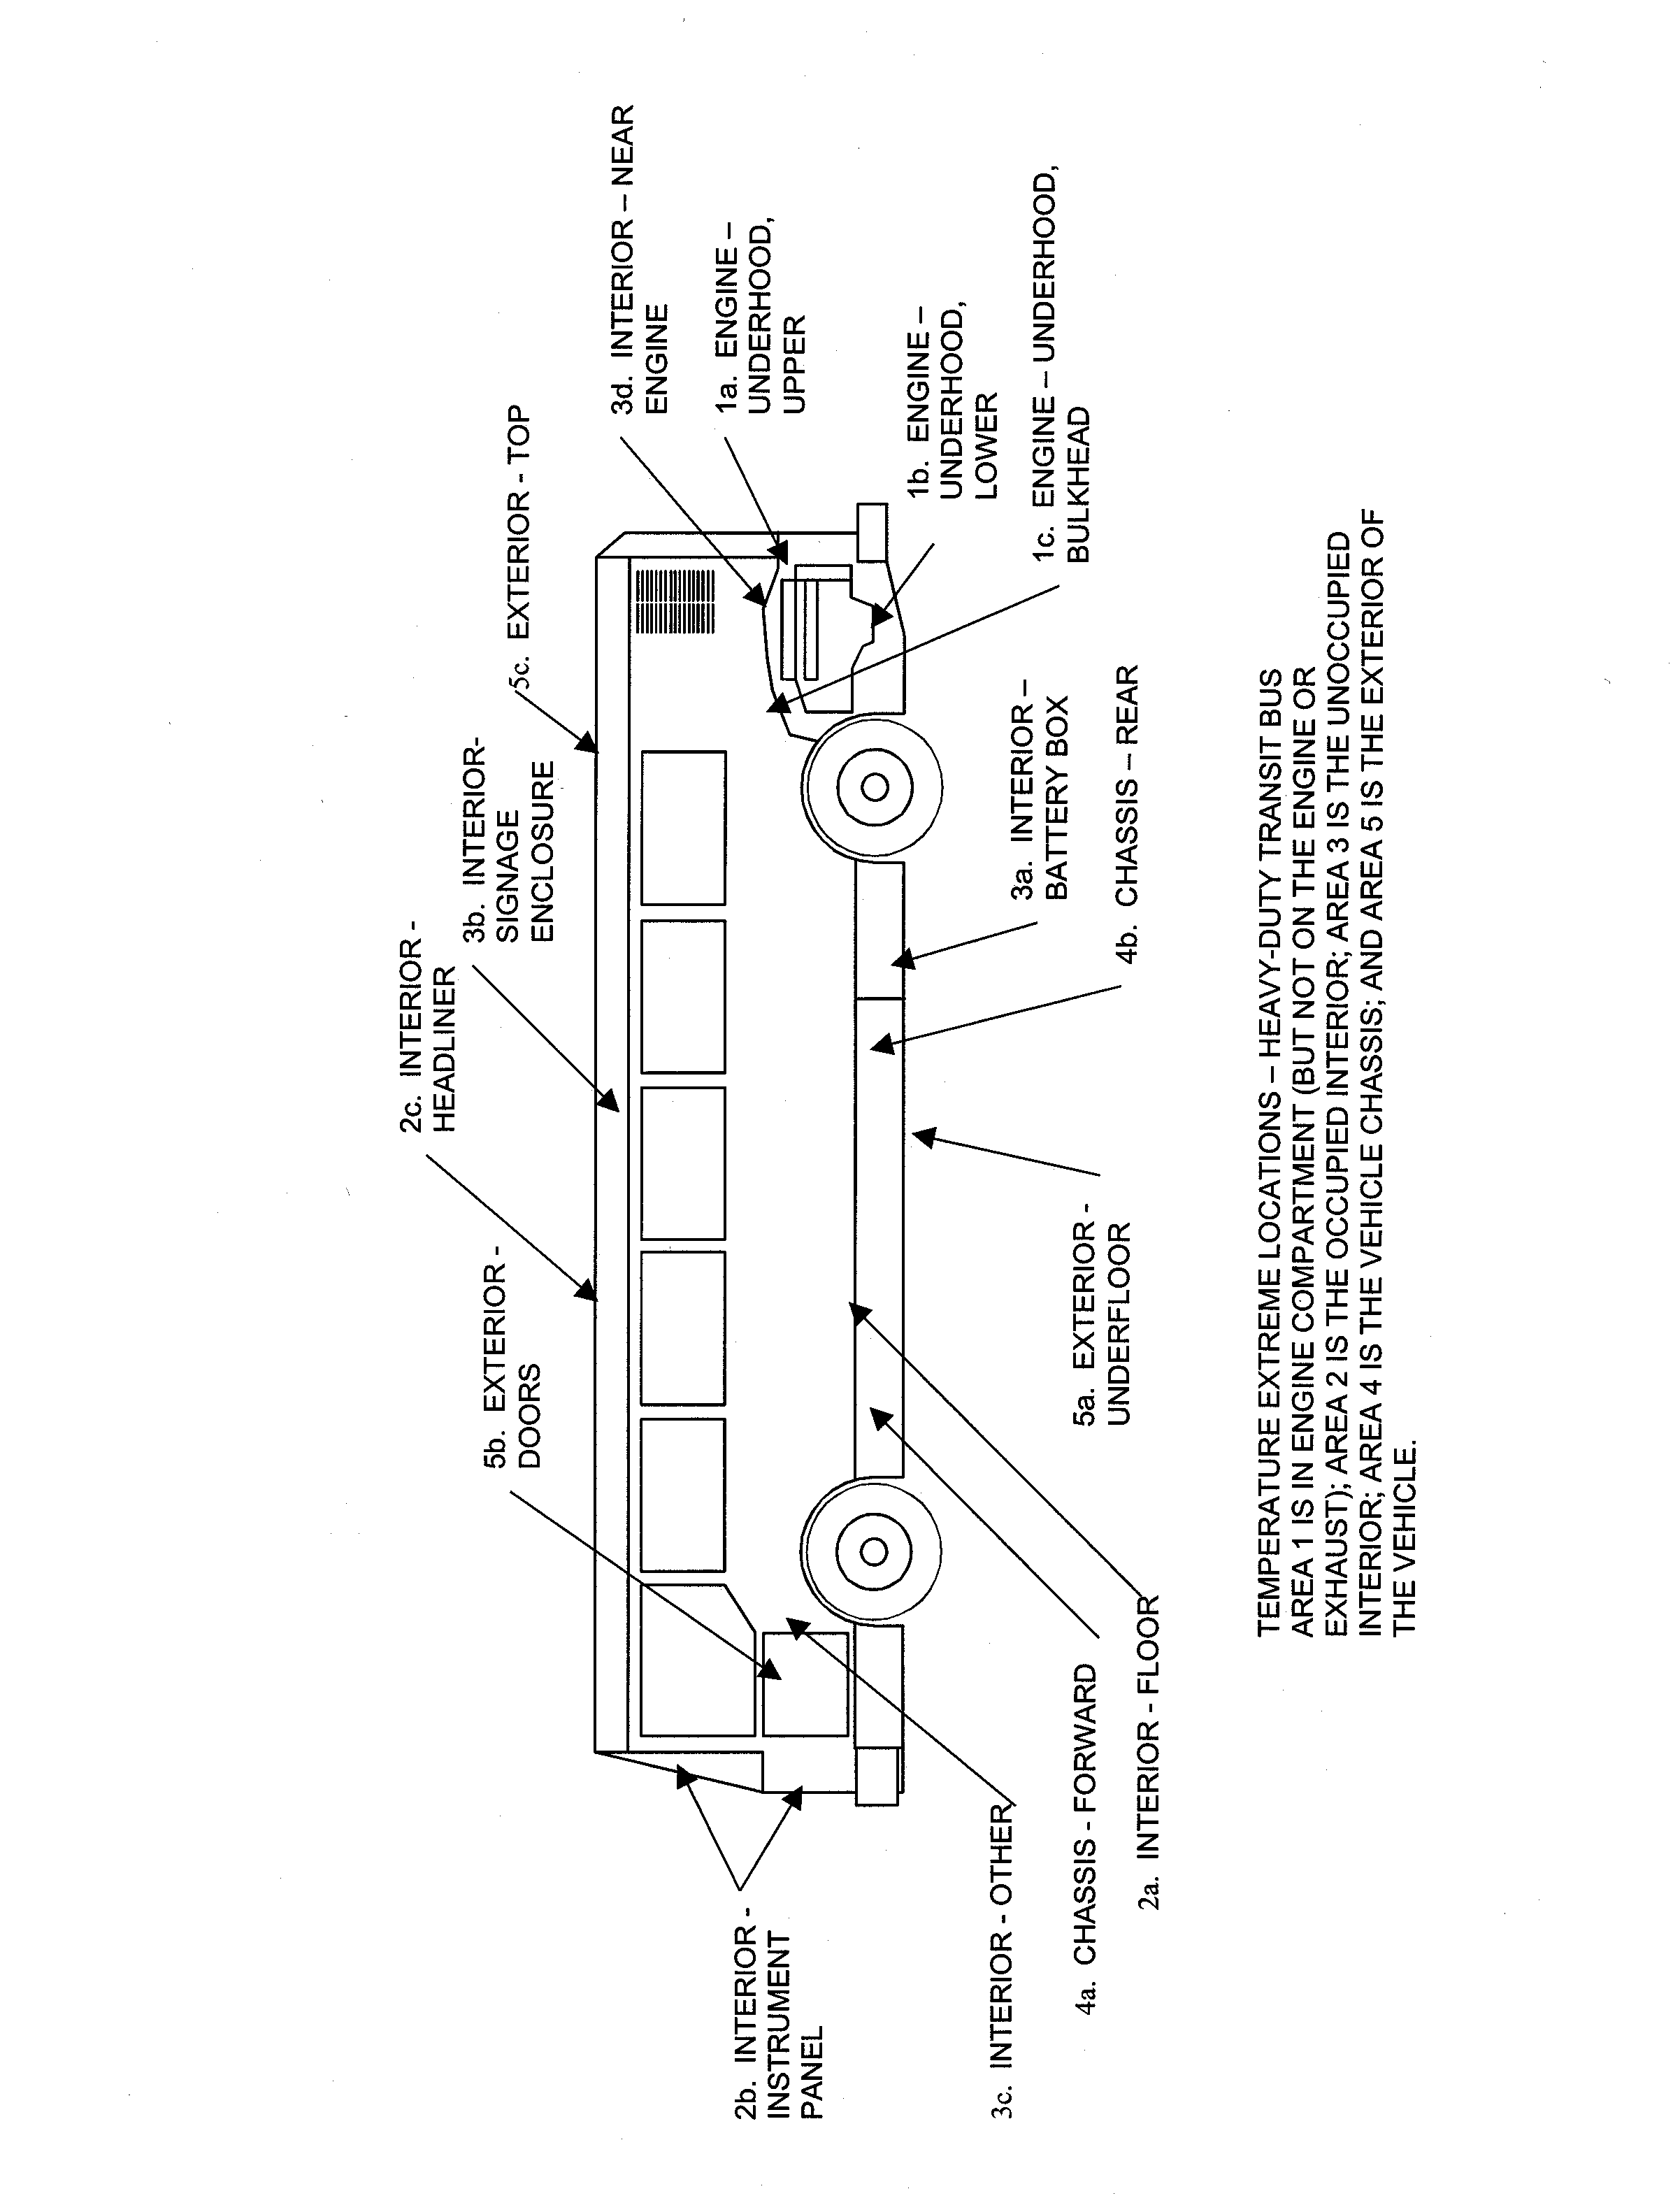 5c. EXTERIOR - TOP
3d. INTERIOR – NEAR
ENGINE
1a. ENGINE –
UNDERHOOD,
UPPER
1b. ENGINE –
UNDERHOOD,
LOWER
1c. ENGINE – UNDERHOOD,
BULKHEAD
2c. INTERIOR -
HEADLINER
3b. INTERIOR-
SIGNAGE
ENCLOSURE
5b. EXTERIOR -
DOORS
2b. INTERIOR -
INSTRUMENT
PANEL
3c. INTERIOR - OTHER
4a. CHASSIS - FORWARD
2a. INTERIOR - FLOOR
5a. EXTERIOR -
UNDERFLOOR
3a. INTERIOR –
BATTERY BOX
4b. CHASSIS – REAR
TEMPERATURE EXTREME LOCATIONS – HEAVY-DUTY TRANSIT BUS
AREA 1 IS IN ENGINE COMPARTMENT (BUT NOT ON THE ENGINE OR
EXHAUST); AREA 2 IS THE OCCUPIED INTERIOR; AREA 3 IS THE UNOCCUPIED
INTERIOR; AREA 4 IS THE VEHICLE CHASSIS; AND AREA 5 IS THE EXTERIOR OF
THE VEHICLE.